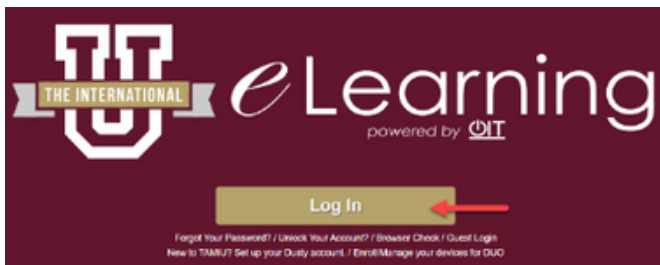 THE INTERNATIONAL
U
eLearning
powered by OIT
Log In
Forgot Your Password? / Unlock Your Account? / Browser Check / Guest Login
New to TAMIU? Set up your Dusty account. / Enroll/Manage your devices for DUO